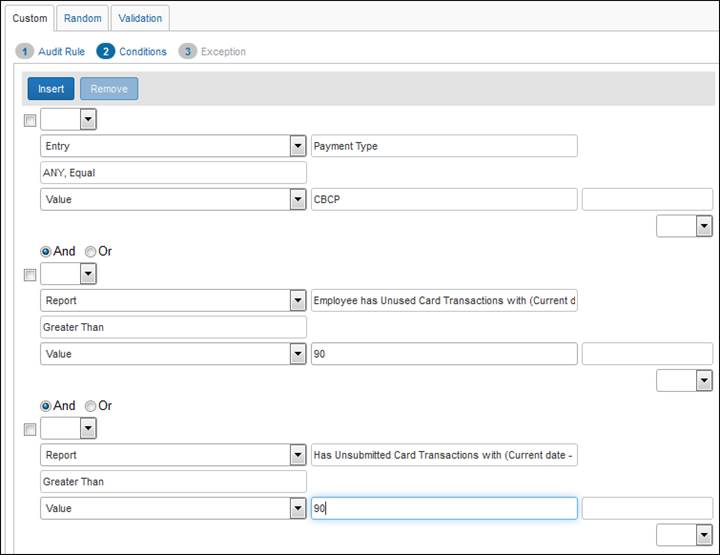 Custom Random Validation
1 Audit Rule 2 Conditions 3 Exception
Insert Remove
Entry Payment Type
ANY, Equal
Value CBCP
And Or
Report Employee has Unused Card Transactions with (Current d
Greater Than
Value 90
And Or
Report Has Unsubmitted Card Transactions with (Current date –
Greater Than
Value 90